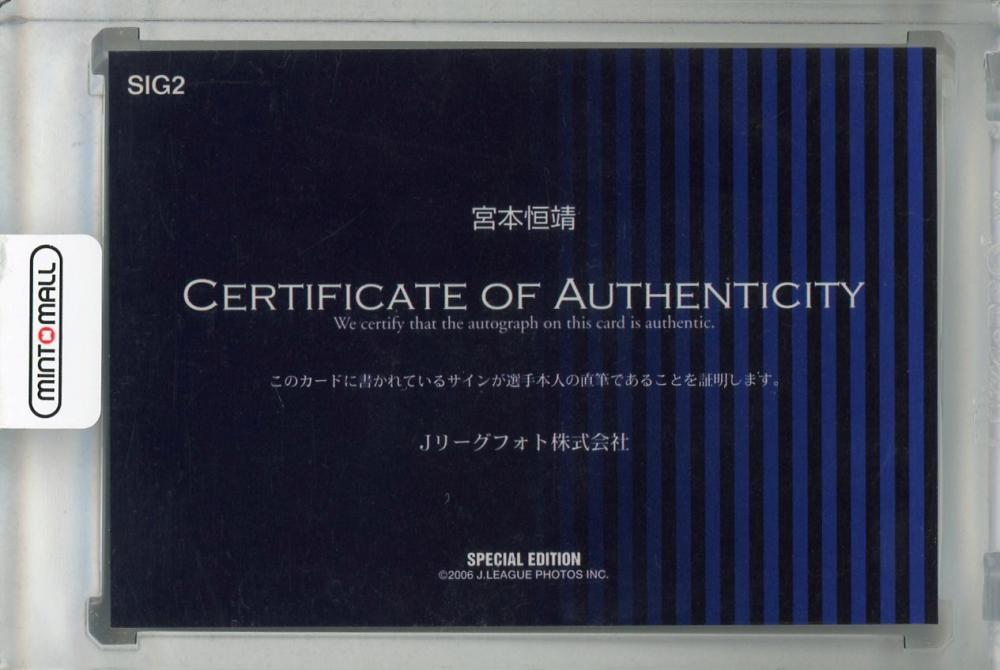 SIG2
宮本恒靖
CERTIFICATE OF AUTHENTICITY
We certify that the autograph on this card is authentic.
このカードに書かれているサインが選手本人の直筆であることを証明します。
Jリーグフォト株式会社
SPECIAL EDITION
©2006 J.LEAGUE PHOTOS INC.
MINTOMALL